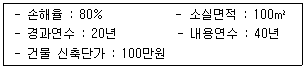 - 손해율 : 80% - 소실면적 : 100㎡
- 경과연수 : 20년 - 내용연수 : 40년
- 건물 신축단가 : 100만원